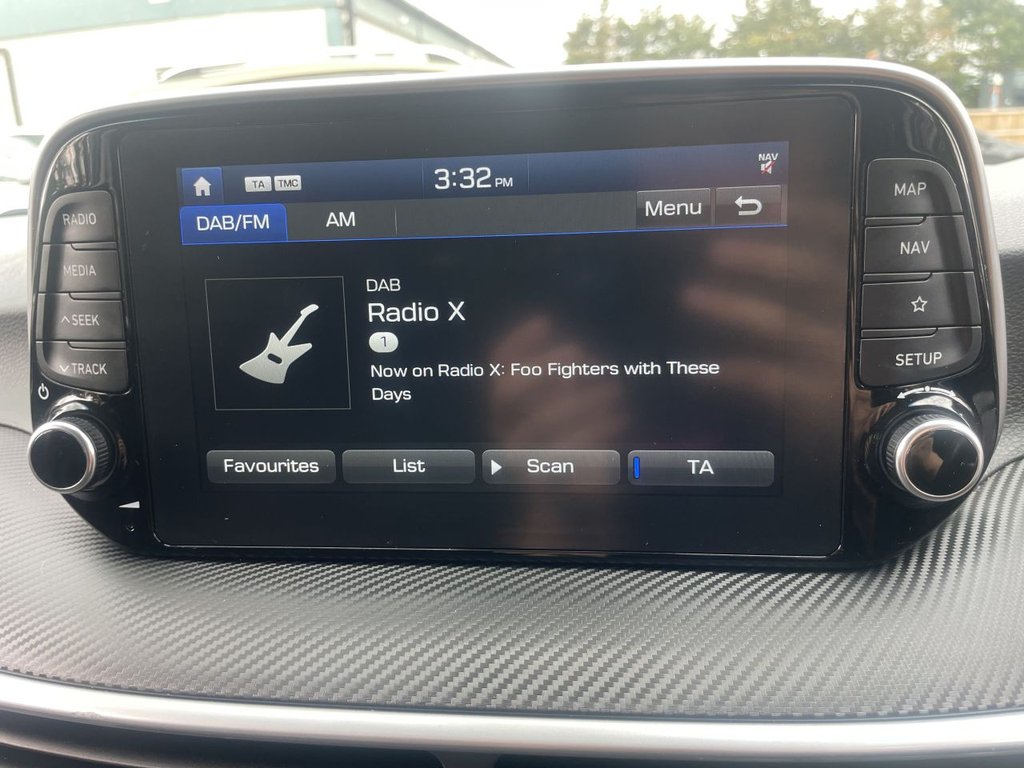 TA TMC 3:32 PM NAV
DAB/FM AM Menu
RADIO
MEDIA
SEEK
TRACK
DAB
Radio X
1
Now on Radio X: Foo Fighters with These
Days
Favourites List Scan TA
MAP
NAV
SETUP